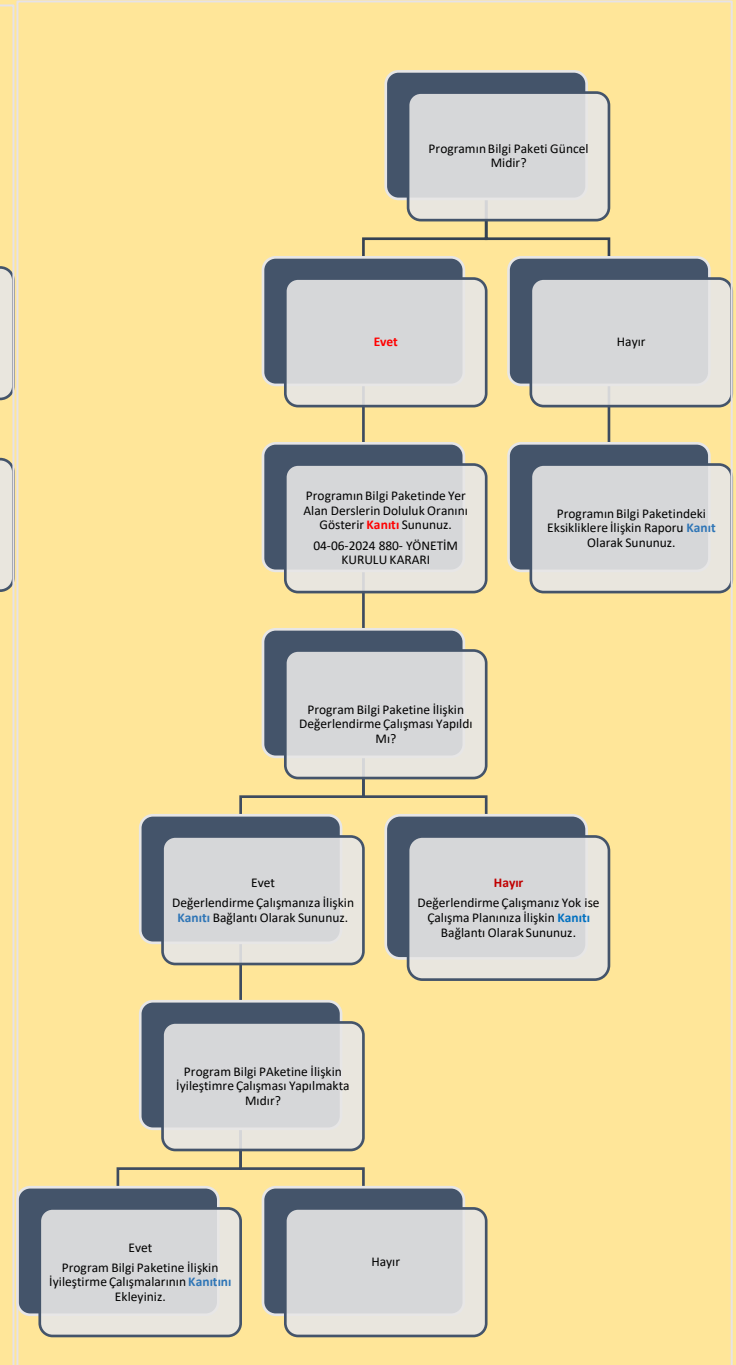 Programın Bilgi Paketi Güncel
Midir?
Evet
Hayır
Programın Bilgi Paketinde Yer
Alan Derslerin Doluluk Oranını
Gösterir Kanıtı Sununuz.
04-06-2024 880- YÖNETİM
KURULU KARARI
Programın Bilgi Paketindeki
Eksikliklere İlişkin Raporu Kanıt
Olarak Sununuz.
Program Bilgi Paketine İlişkin
Değerlendirme Çalışması Yapıldı
Mı?
Evet
Değerlendirme Çalışmanıza İlişkin
Kanıtı Bağlantı Olarak Sununuz.
Hayır
Değerlendirme Çalışmanız Yok ise
Çalışma Planınıza İlişkin Kanıtı
Bağlantı Olarak Sununuz.
Program Bilgi PAketine İlişkin
İyileştimre Çalışması Yapılmakta
Mıdır?
Evet
Program Bilgi Paketine İlişkin
İyileştirme Çalışmalarının Kanıtını
Ekleyiniz.
Hayır